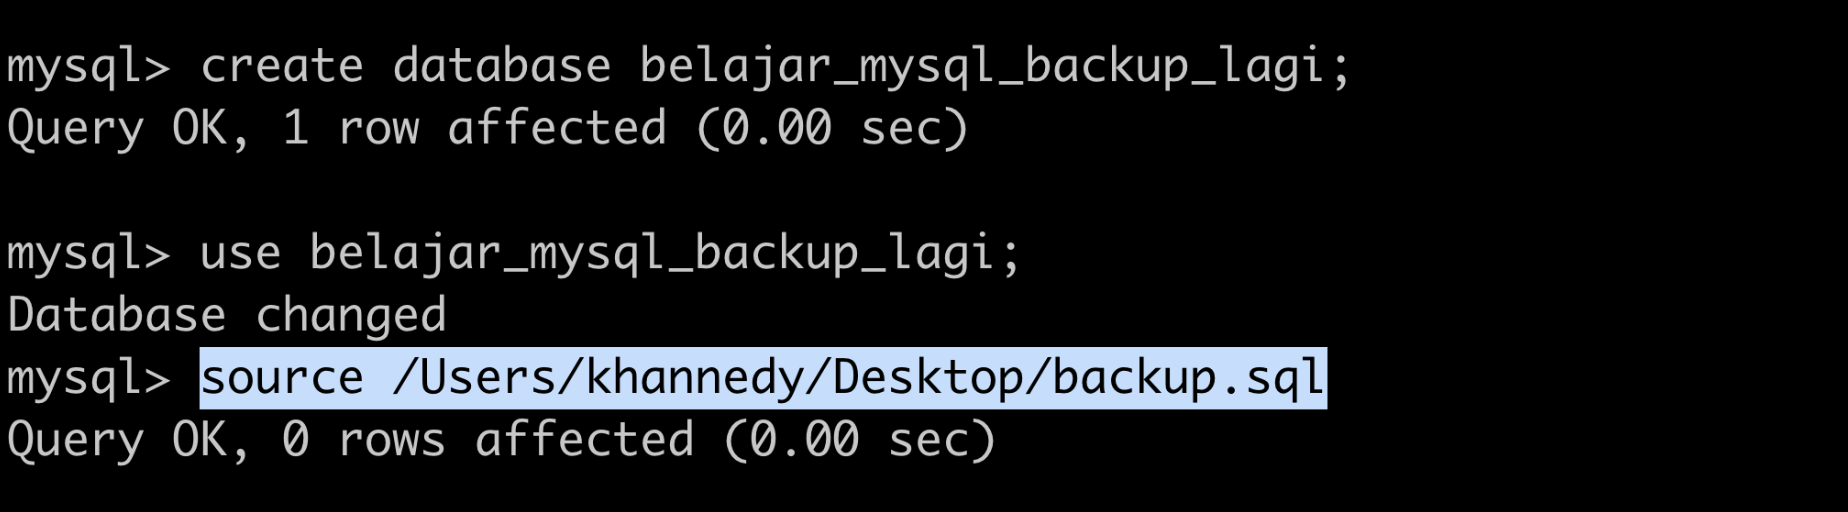 mysql> create database belajar_mysql_backup_lagi;
Query OK, 1 row affected (0.00 sec)
mysql> use belajar_mysql_backup_lagi;
Database changed
mysql> source /Users/khannedy/Desktop/backup.sql
Query OK, 0 rows affected (0.00 sec)